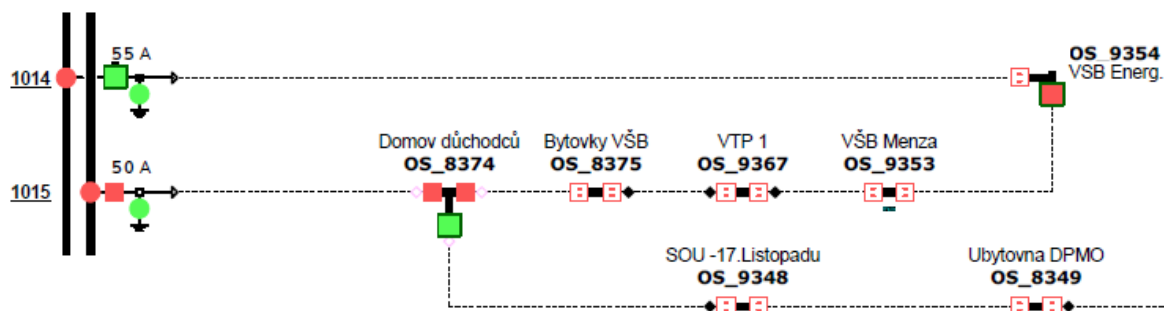 55 A
1014
OS_9354
VSB Energ.
Domov důchodců
OS_8374
Bytovky VŠB
OS_8375
VTP 1
OS_9367
VŠB Menza
OS_9353
50 A
1015
SOU -17.Listopadu
OS_9348
Ubytovna DPMO
OS_8349